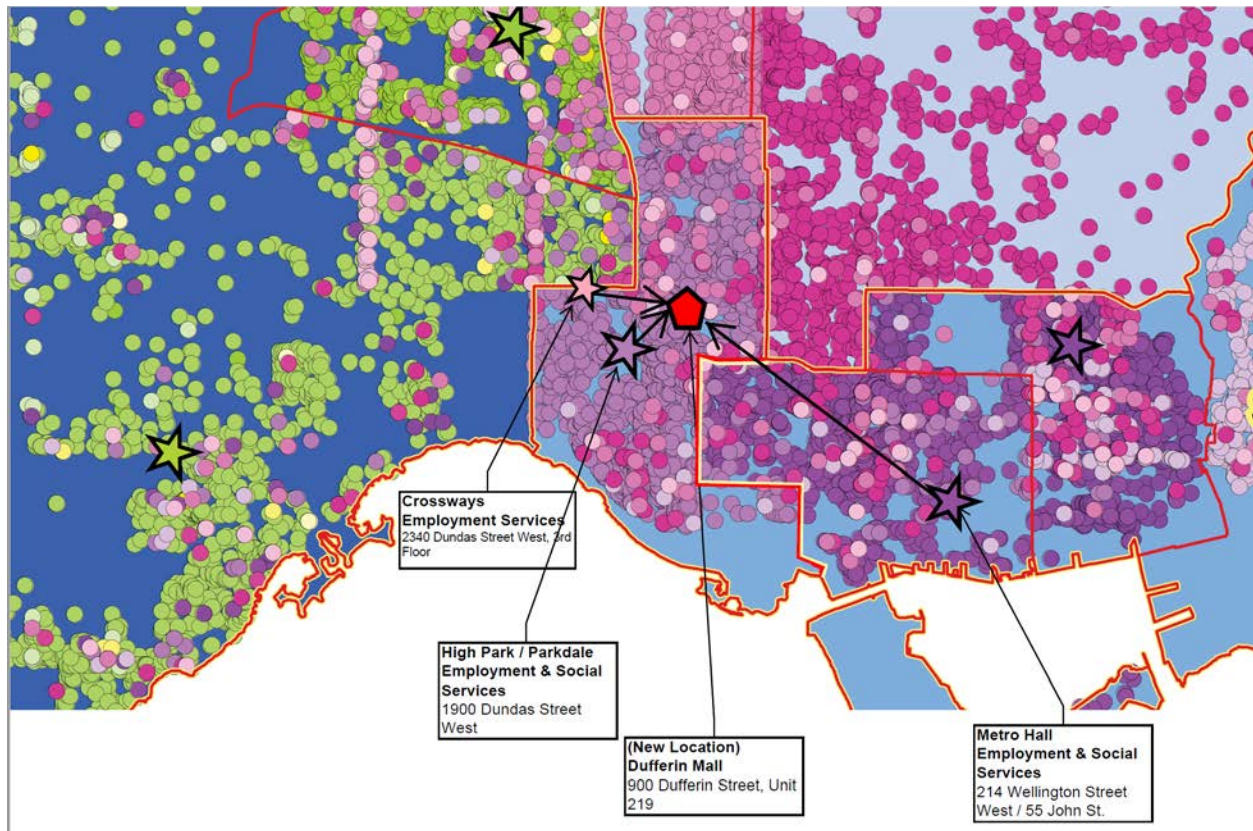 Crossways
Employment Services
2340 Dundas Street West, 3rd
Floor
High Park / Parkdale
Employment & Social
Services
1900 Dundas Street
West
(New Location)
Dufferin Mall
900 Dufferin Street, Unit
219
Metro Hall
Employment & Social
Services
214 Wellington Street
West / 55 John St.